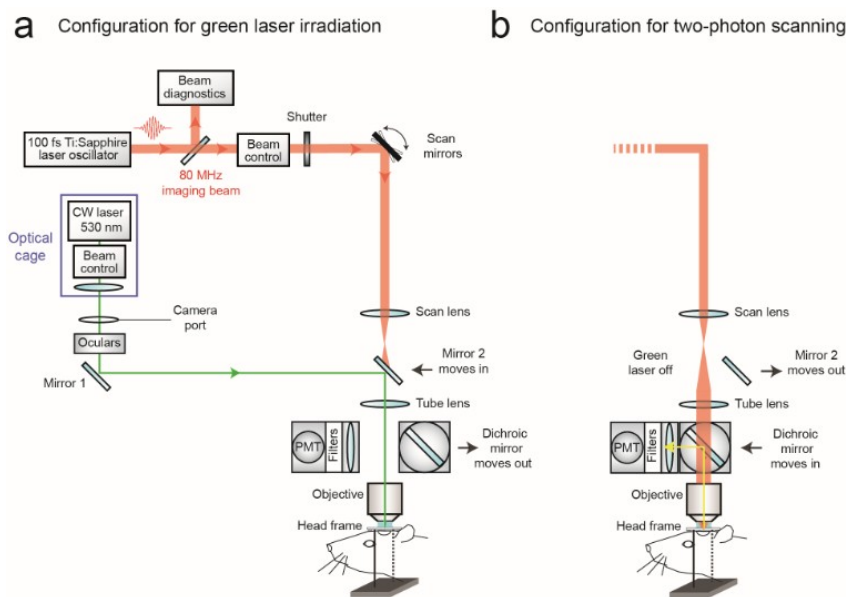 a Configuration for green laser irradiation
Beam
diagnostics
Shutter
100 fs Ti:Sapphire
laser oscillator
Beam
control
Scan
mirrors
80 MHz
imaging beam
CW laser
530 nm
Optical
cage
Beam
control
Camera
port
Scan lens
Oculars
Mirror 1
Mirror 2
moves in
Tube lens
PMT
Filters
Dichroic
mirror
moves out
Objective
Head frame
b Configuration for two-photon scanning
Scan lens
Green
laser off
Mirror 2
moves out
Tube lens
PMT
Filters
Dichroic
mirror
moves in
Objective
Head frame